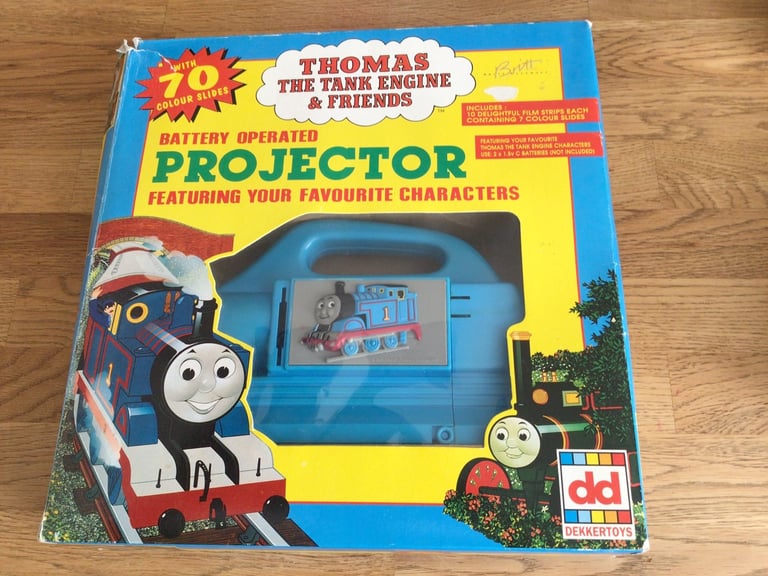 WITH
70
COLOUR SLIDES
THOMAS
THE TANK ENGINE
& FRIENDS
TM
Britt
INCLUDES :
10 DELIGHTFUL FILM STRIPS EACH
CONTAINING 7 COLOUR SLIDES
BATTERY OPERATED
PROJECTOR
FEATURING YOUR FAVOURITE CHARACTERS
FEATURING YOUR FAVOURITE
THOMAS THE TANK ENGINE CHARACTERS
USE: 2 x 1.5v C BATTERIES (NOT INCLUDED)
1
1
dd
DEKKERTOYS